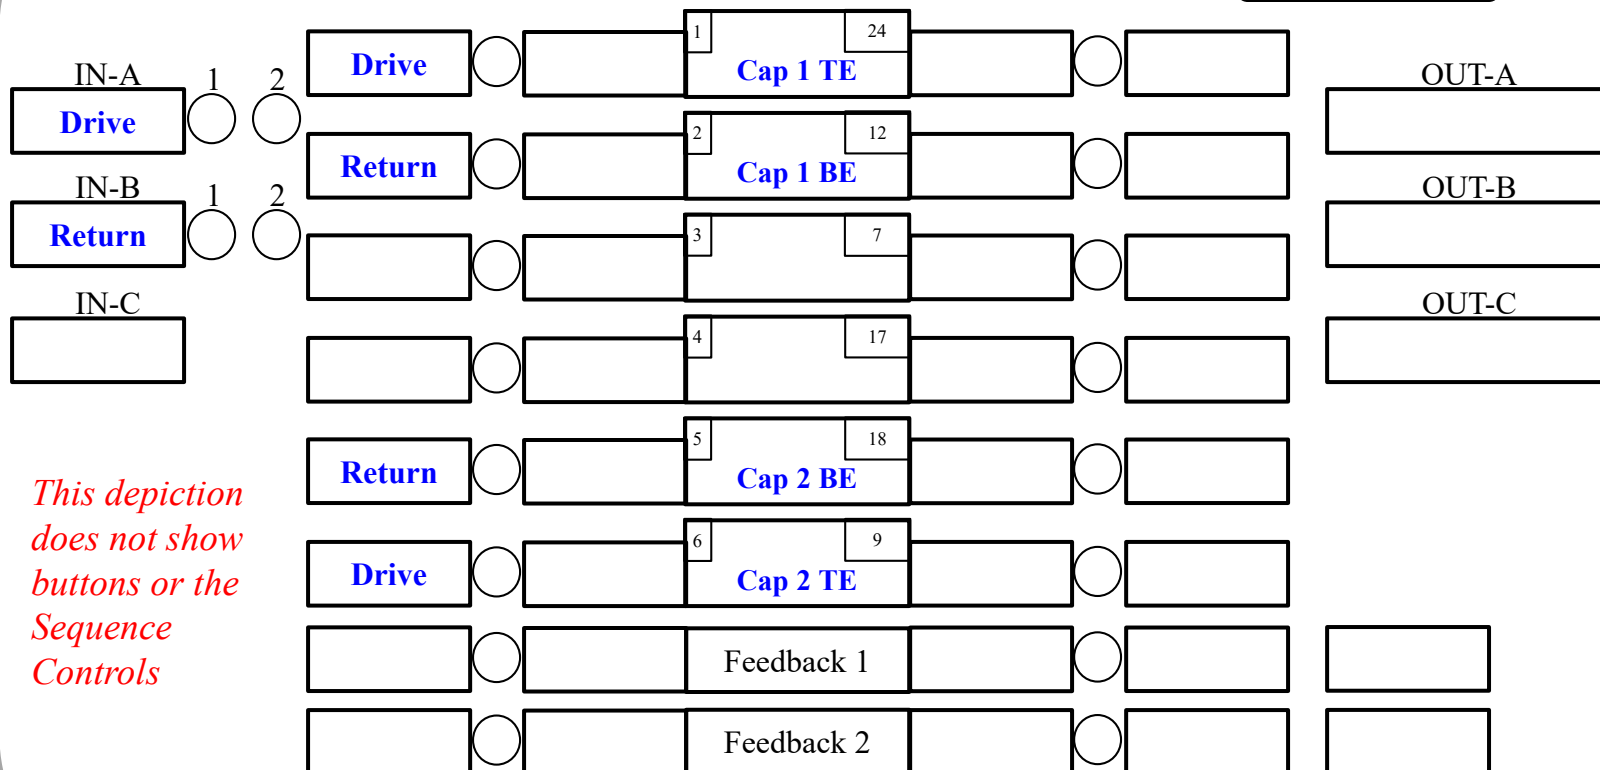 1 24
Drive Cap 1 TE
IN-A 1 2 OUT-A
Drive
2 12
Return Cap 1 BE
IN-B 1 2 OUT-B
Return
3 7
IN-C OUT-C
4 17
5 18
Return Cap 2 BE
This depiction
does not show
buttons or the
Sequence
Controls
6 9
Drive Cap 2 TE
Feedback 1
Feedback 2